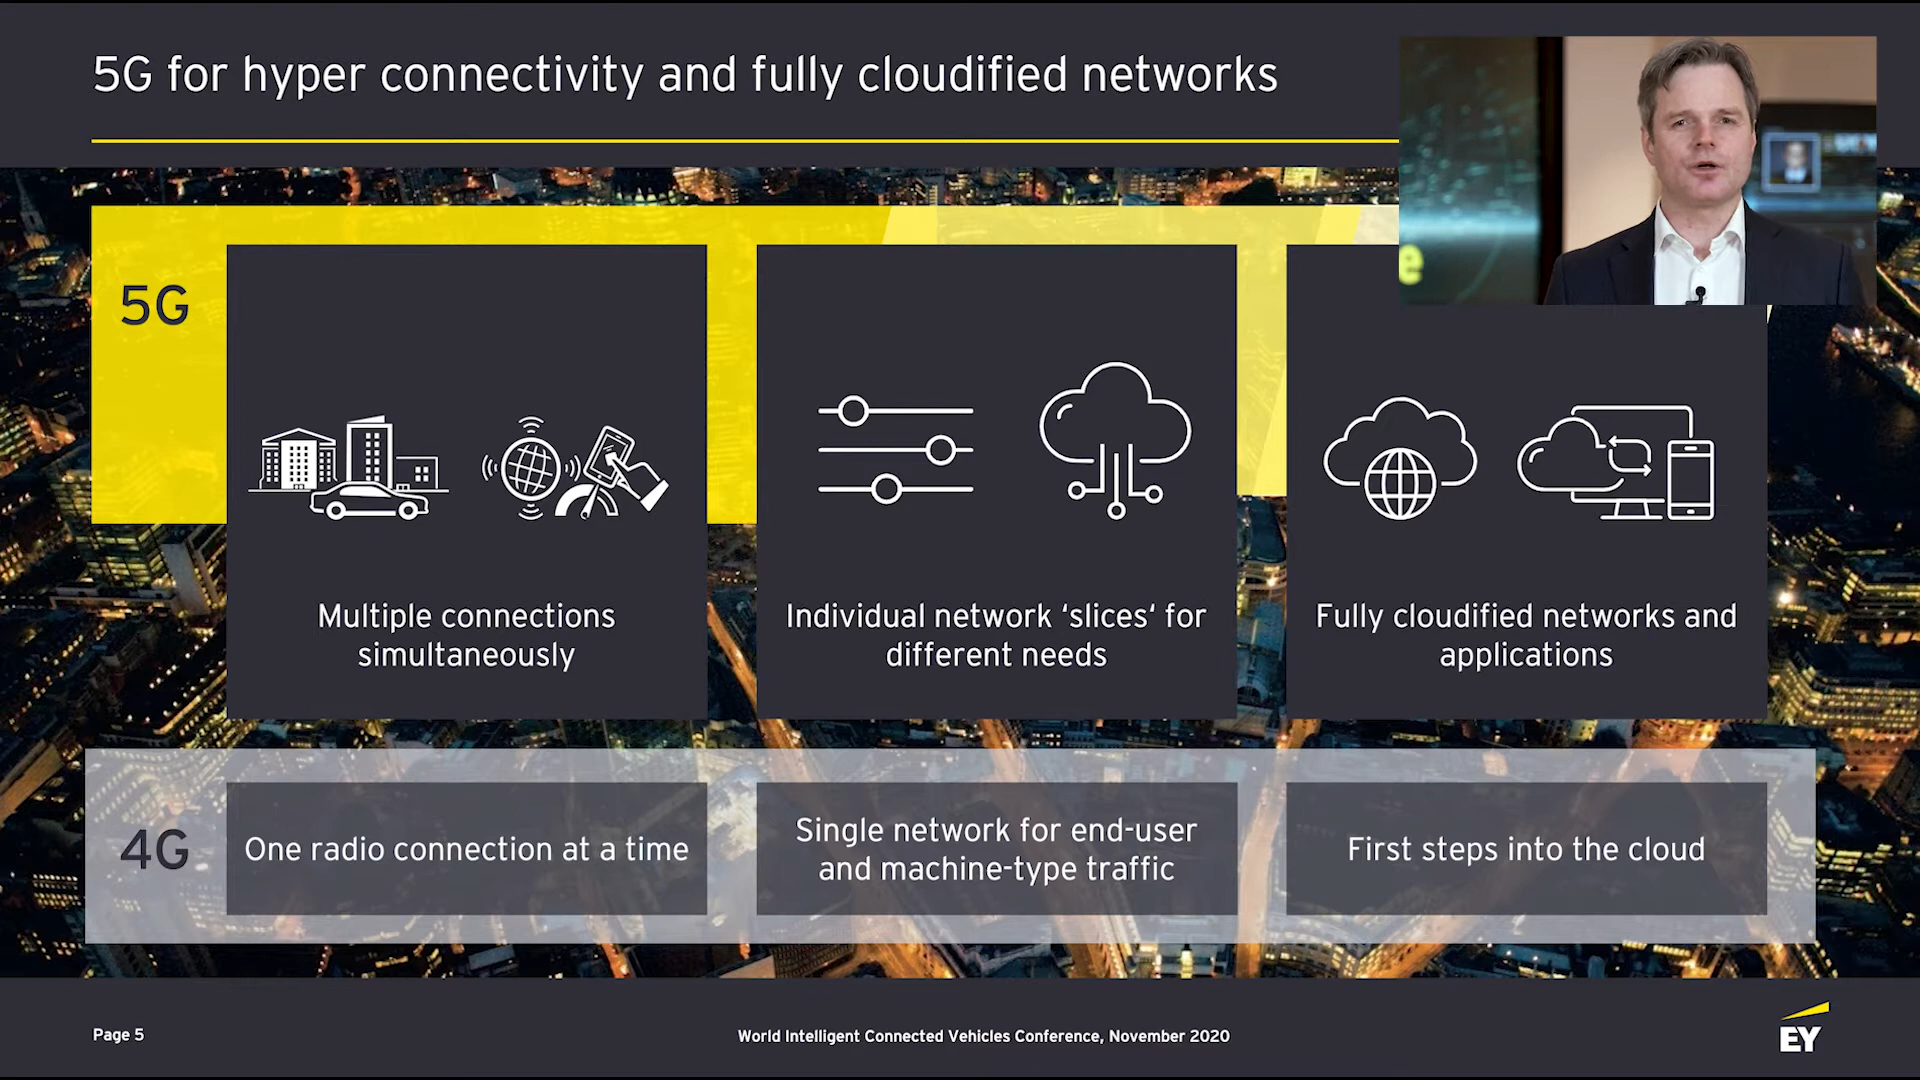 5G for hyper connectivity and fully cloudified networks
e
5G
Multiple connections
simultaneously
Individual network ‘slices‘ for
different needs
Fully cloudified networks and
applications
4G
One radio connection at a time
Single network for end-user
and machine-type traffic
First steps into the cloud
Page 5
World Intelligent Connected Vehicles Conference, November 2020
EY